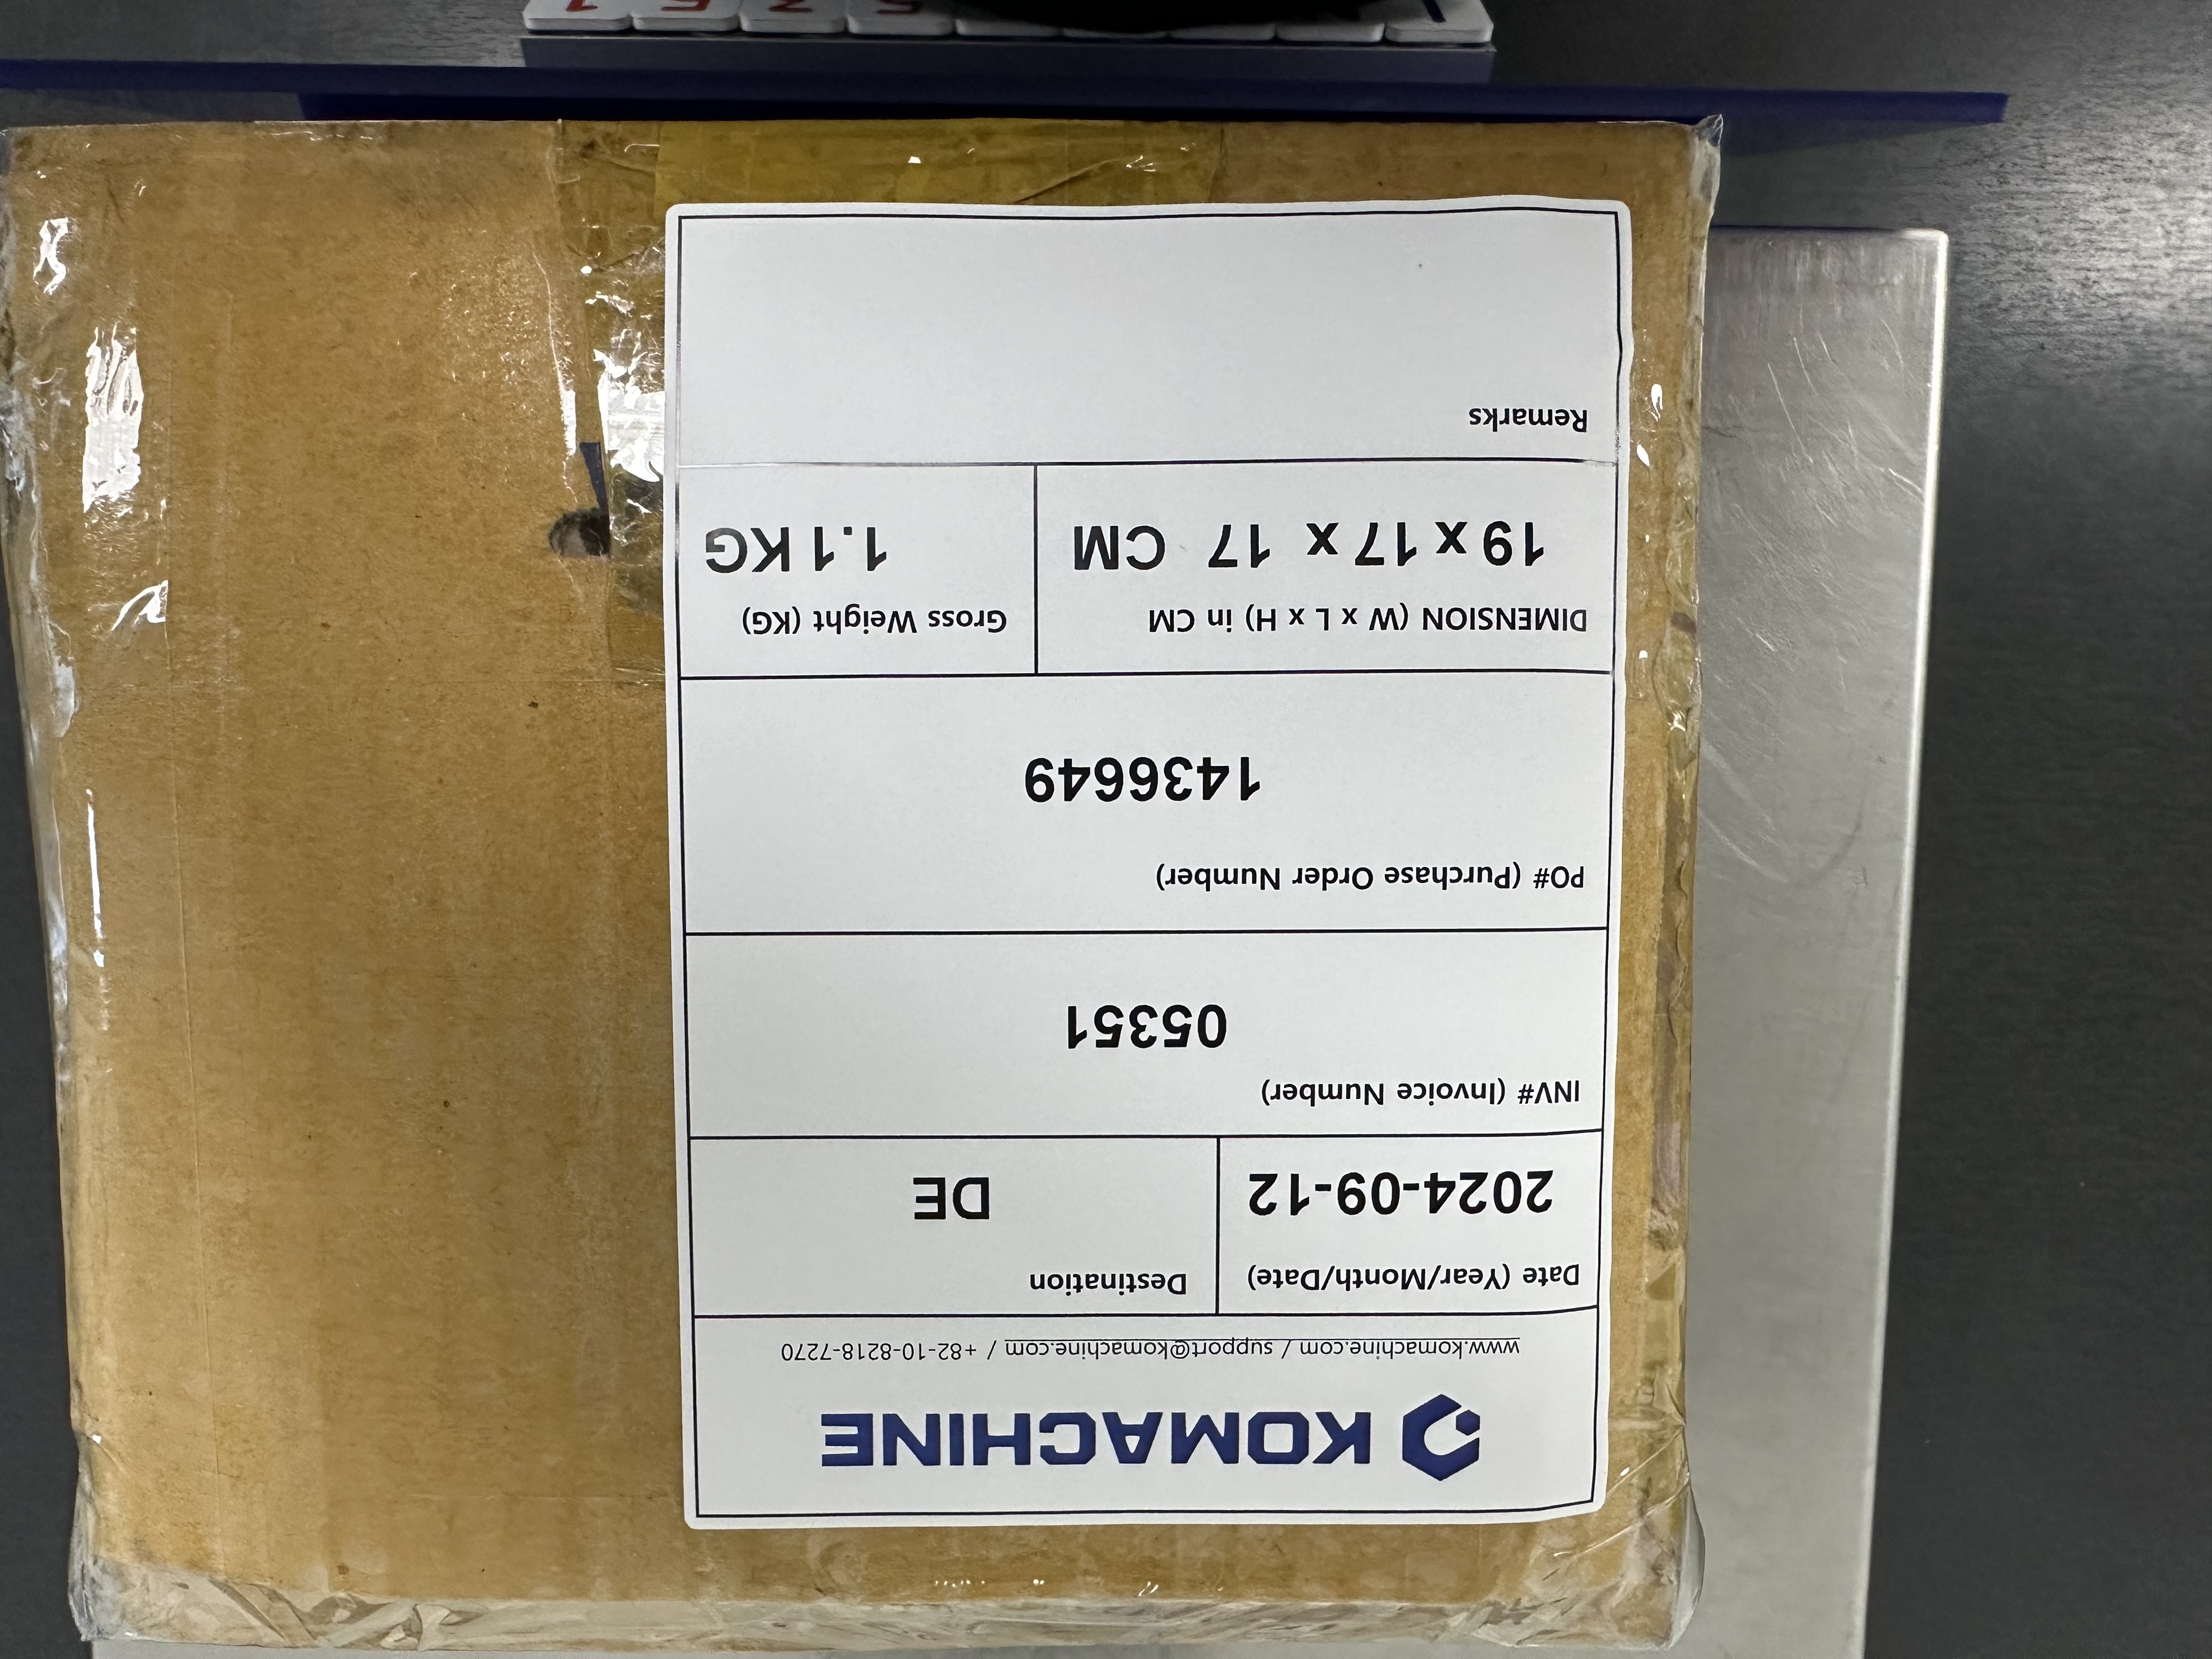 KOMACHINE
www.komachine.com / support@komachine.com / +82-10-8218-7270
Date (Year/Month/Date)
2024-09-12
Destination
DE
INV# (Invoice Number)
05351
PO# (Purchase Order Number)
1436649
DIMENSION (W x L x H) in CM
19 x 17 x 17 CM
Gross Weight (KG)
1.1 KG
Remarks